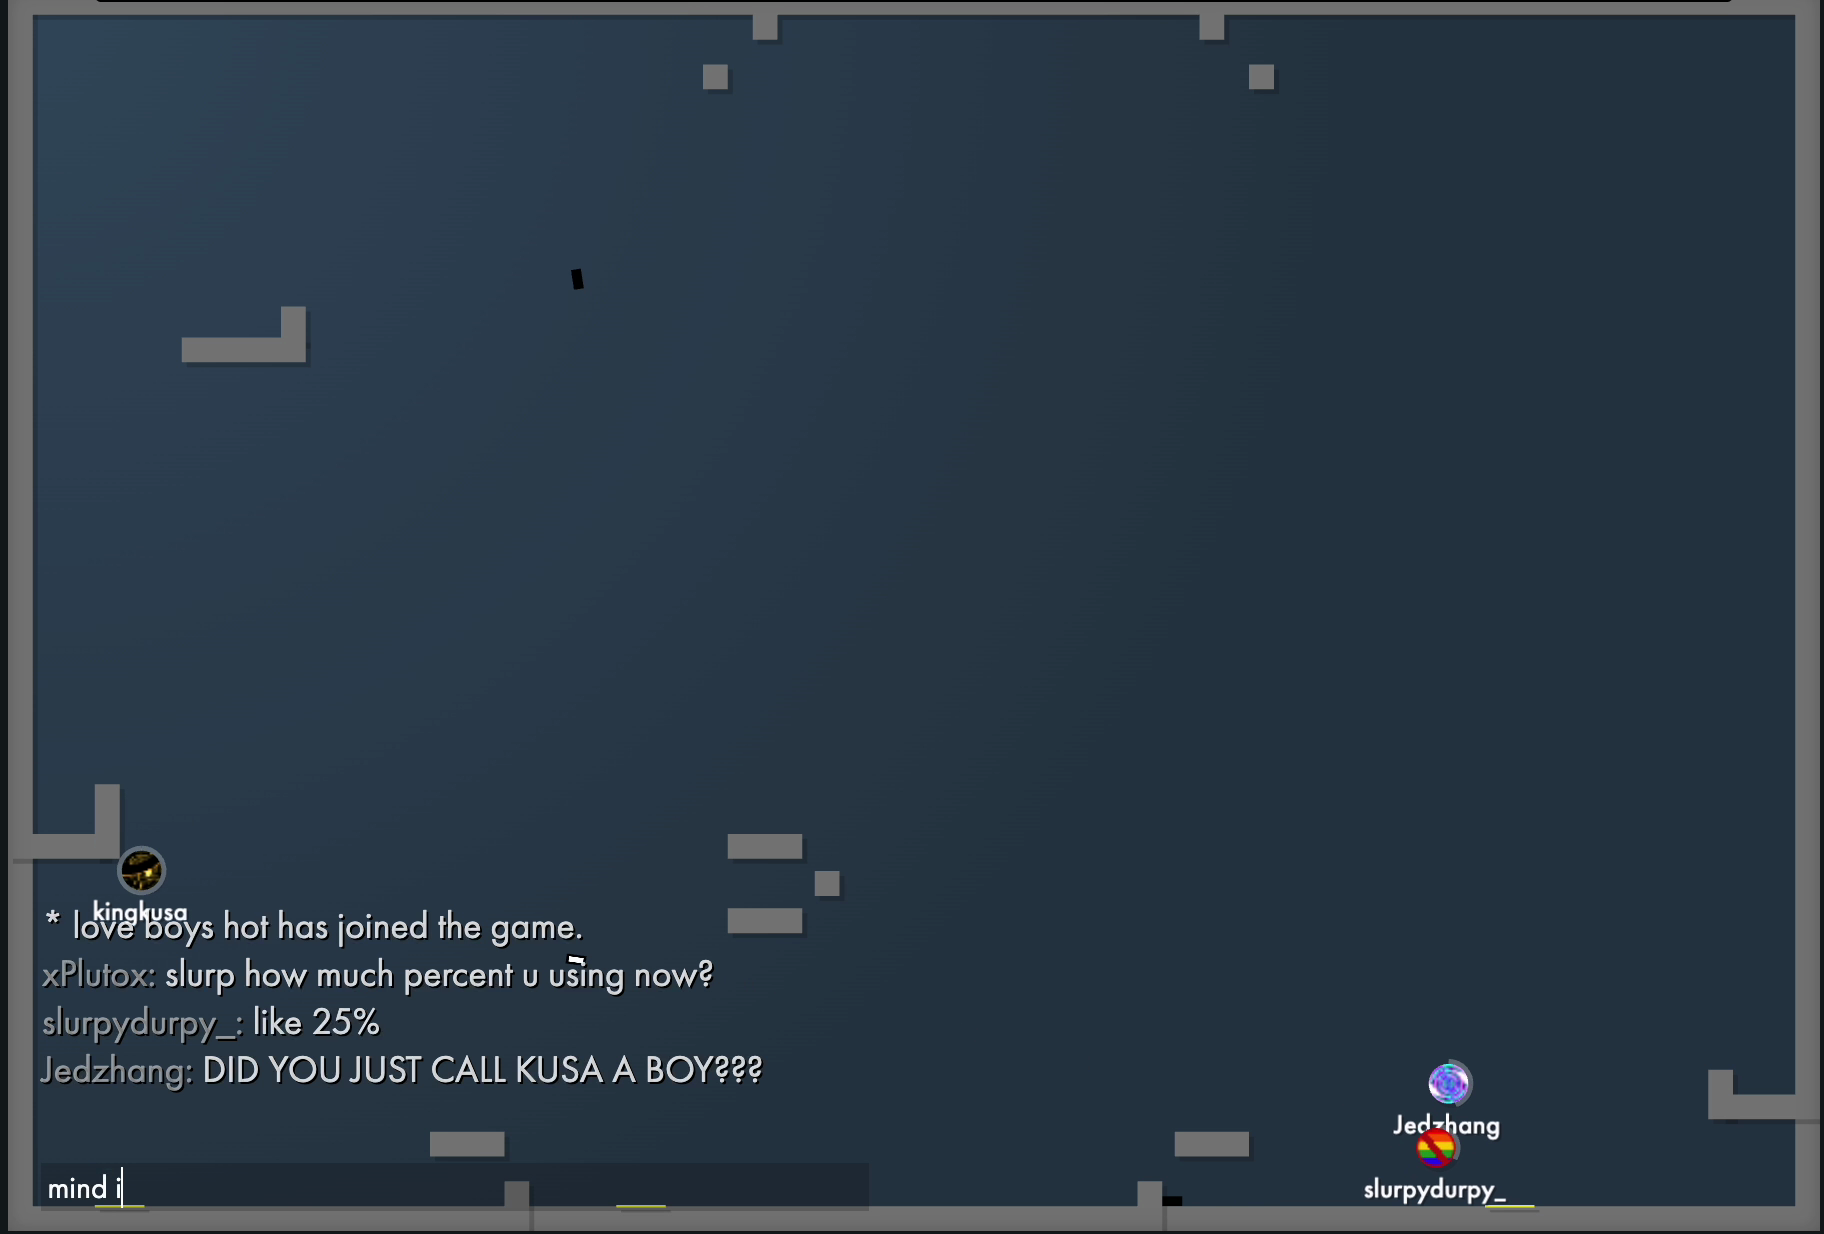 kingkusa
* love boys hot has joined the game.
xPlutox: slurp how much percent u using now?
slurpydurpy_: like 25%
Jedzhang: DID YOU JUST CALL KUSA A BOY???
Jedzhang
mind i
slurpydurpy_